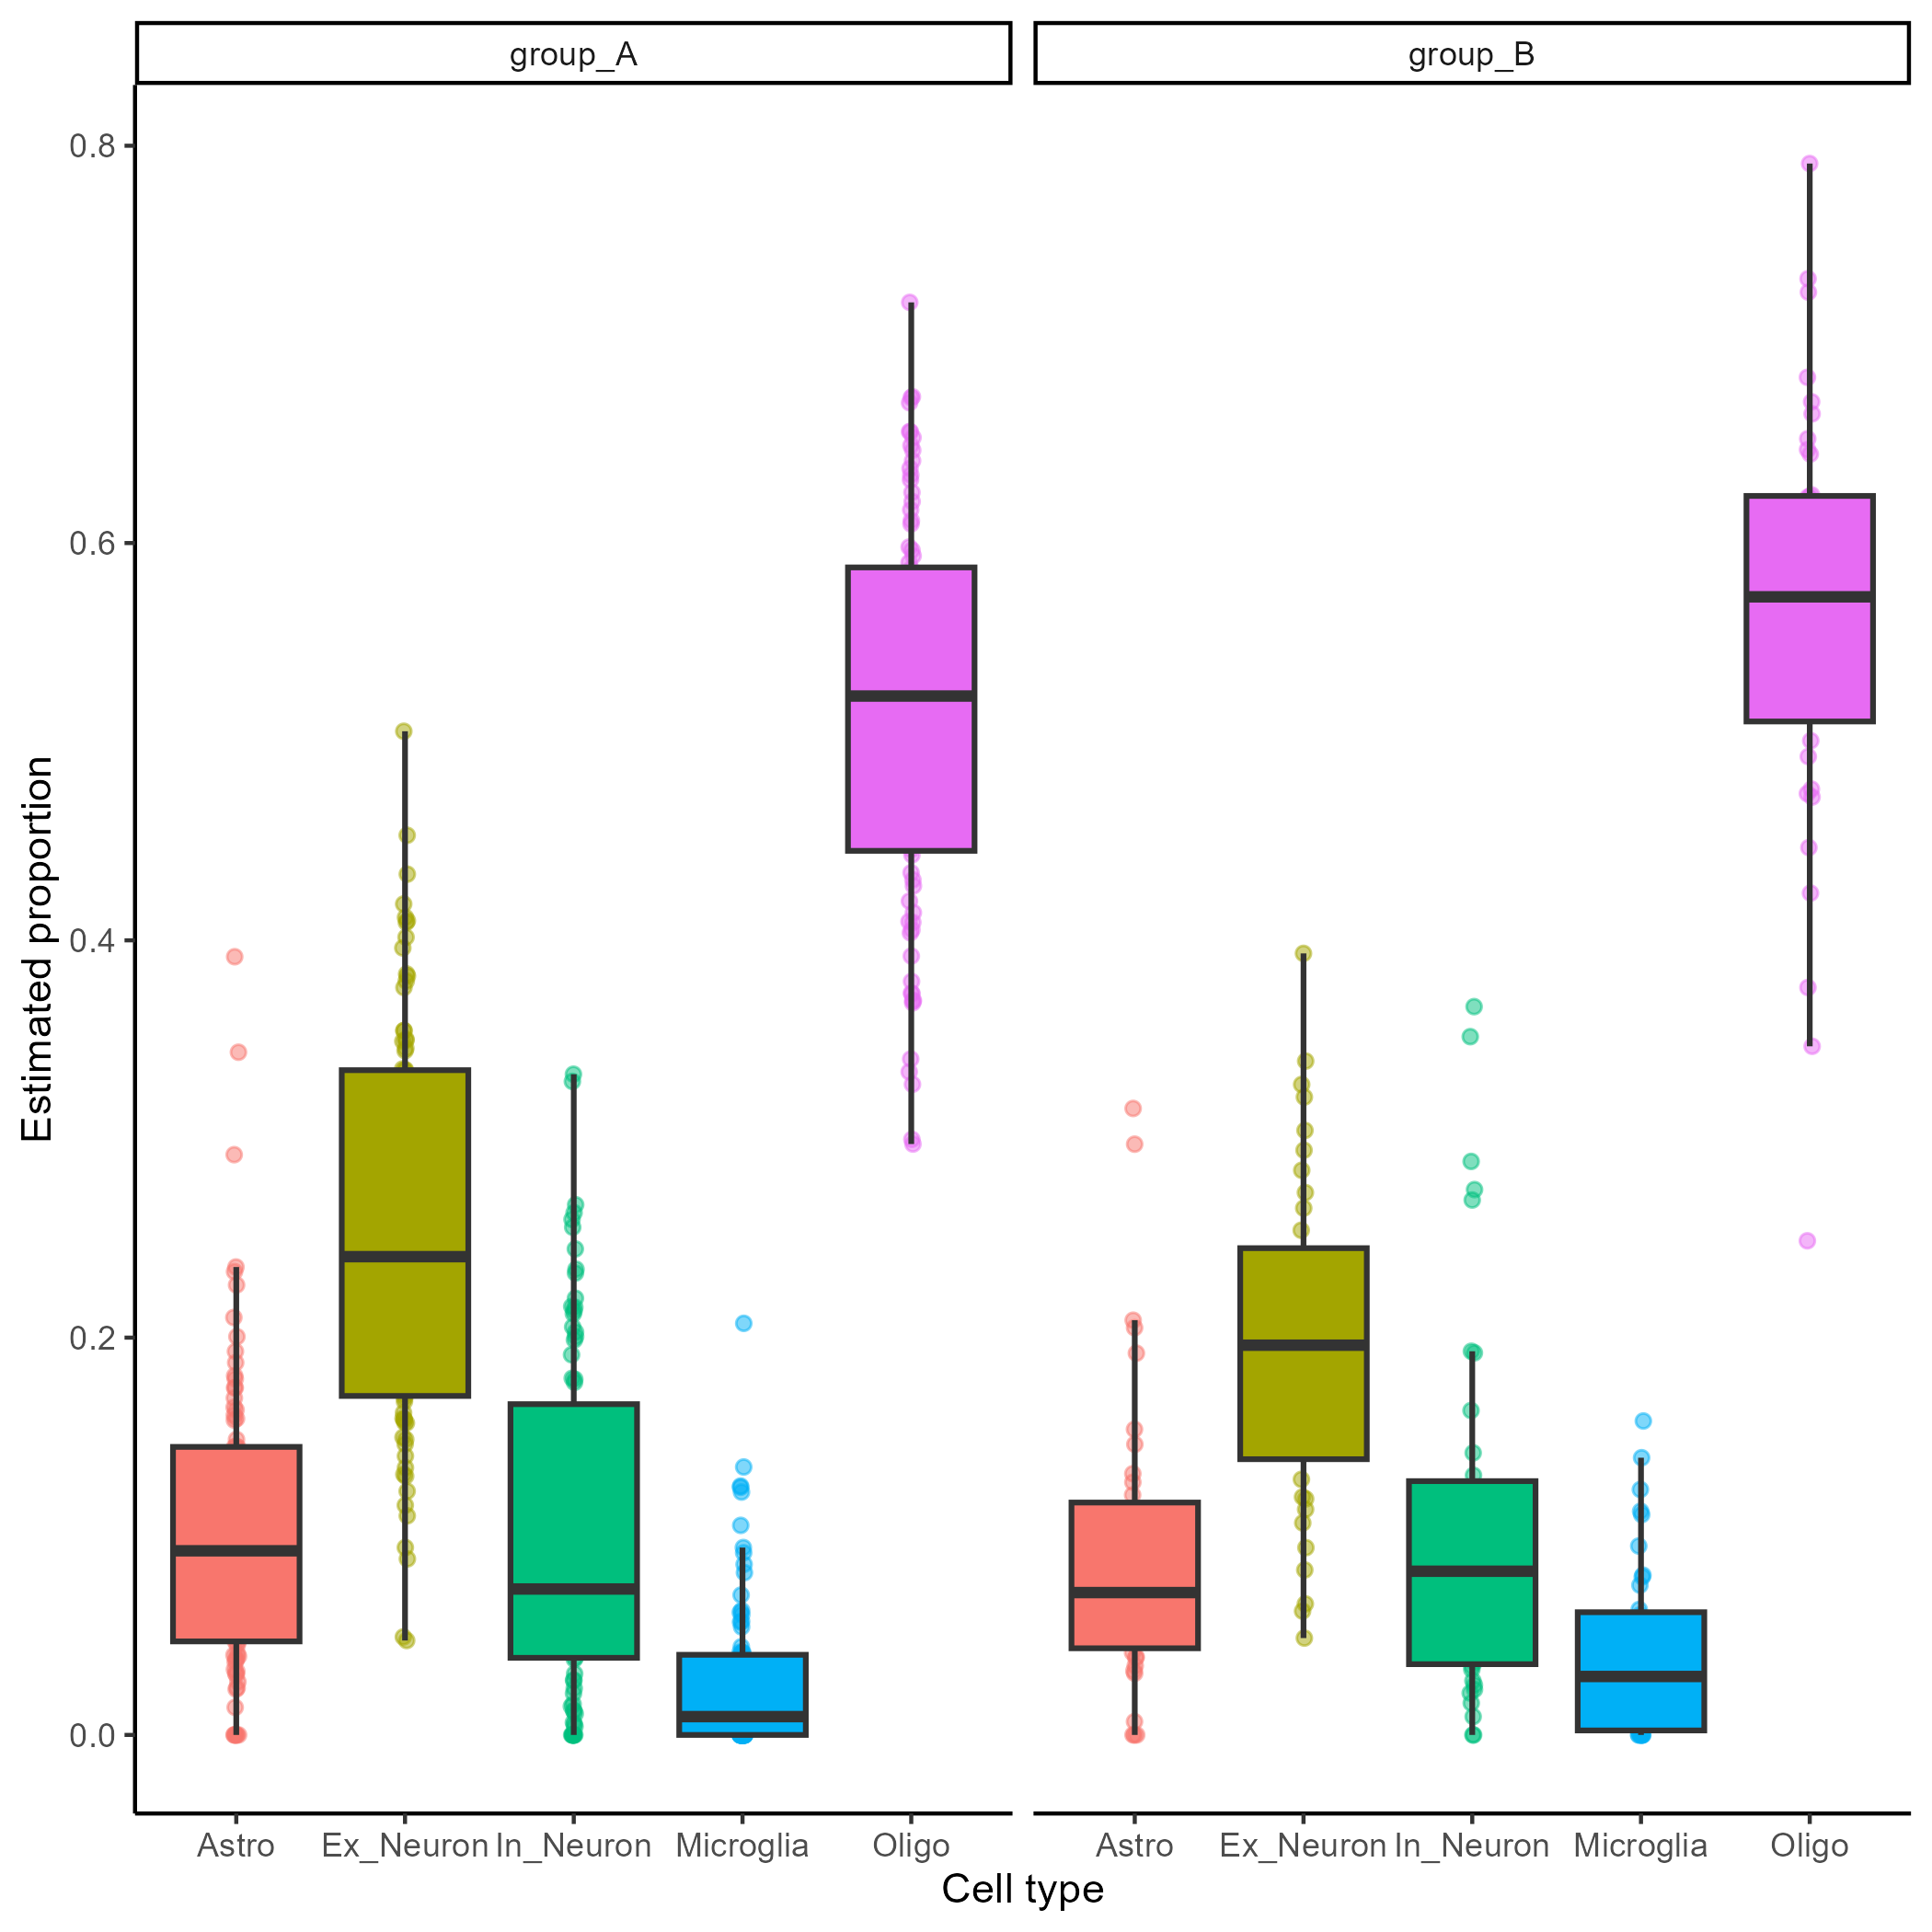 group_A group_B
0.8
0.6
0.4
0.2
0.0
Estimated proportion
Astro Ex_Neuron In_Neuron Microglia Oligo Astro Ex_Neuron In_Neuron Microglia Oligo
Cell type